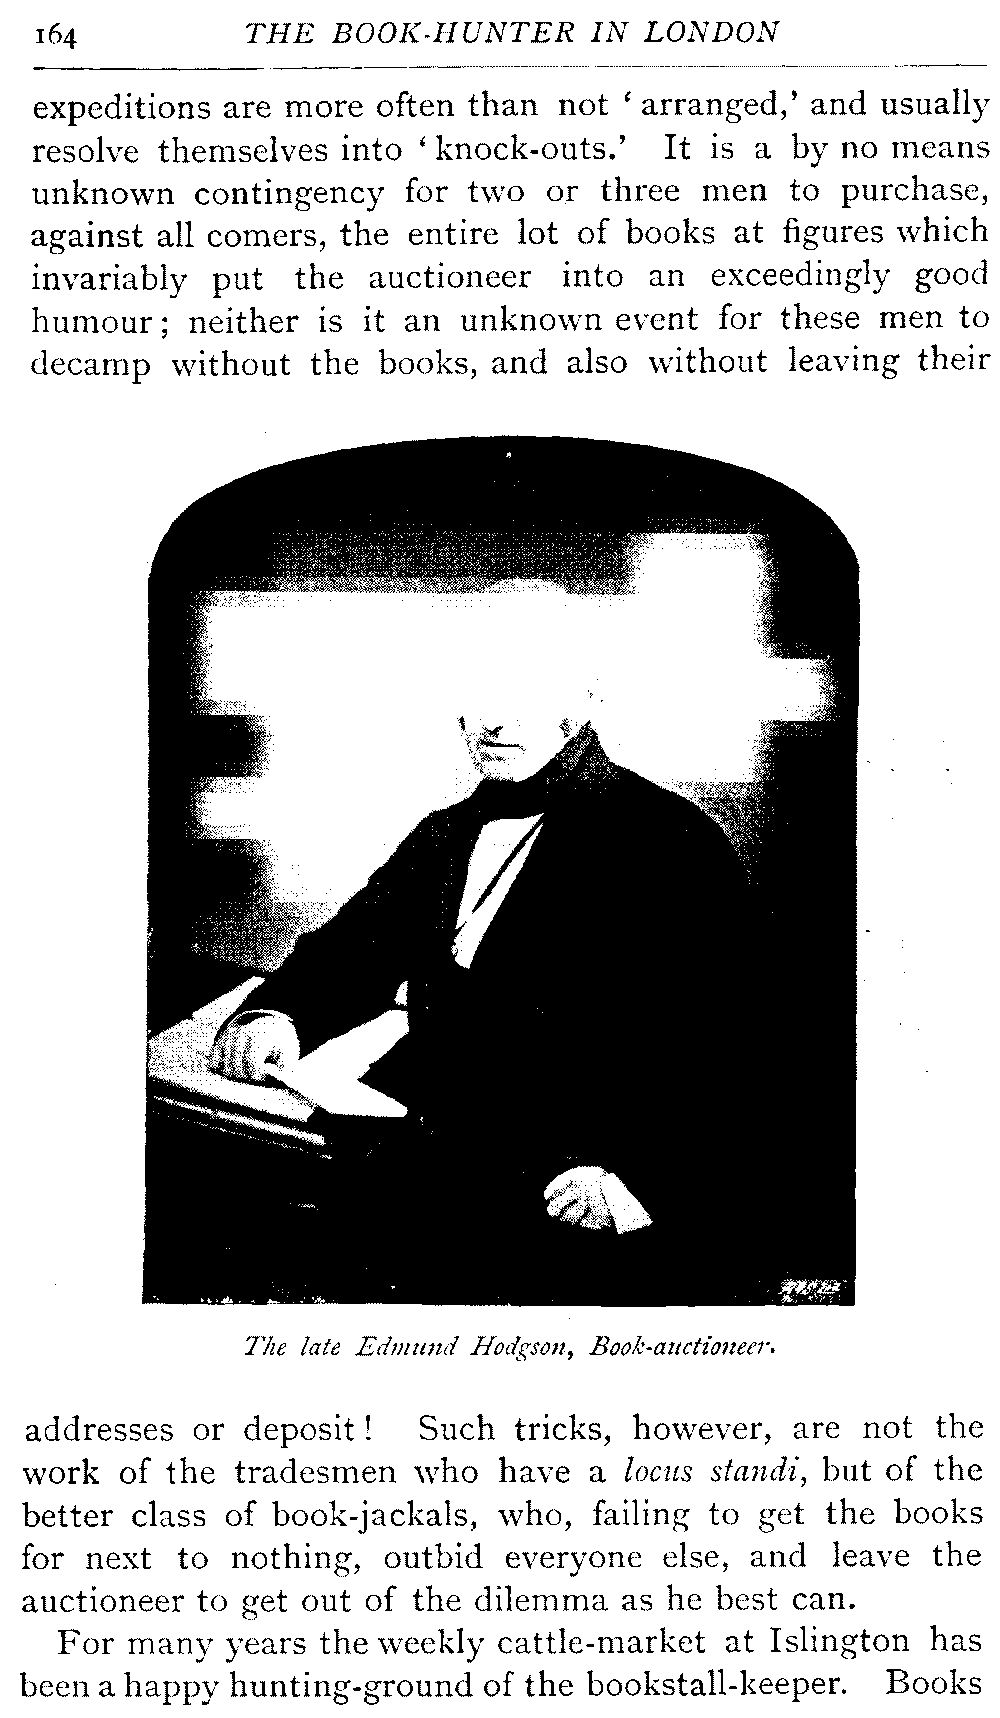 164 THE BOOK-HUNTER IN LONDON
expeditions are more often than not ‘arranged,’ and usually
resolve themselves into ‘knock-outs.’ It is a by no means
unknown contingency for two or three men to purchase,
against all comers, the entire lot of books at figures which
invariably put the auctioneer into an exceedingly good
humour; neither is it an unknown event for these men to
decamp without the books, and also without leaving their
The late Edmund Hodgson, Book-auctioneer.
addresses or deposit! Such tricks, however, are not the
work of the tradesmen who have a locus standi, but of the
better class of book-jackals, who, failing to get the books
for next to nothing, outbid everyone else, and leave the
auctioneer to get out of the dilemma as he best can.
For many years the weekly cattle-market at Islington has
been a happy hunting-ground of the bookstall-keeper. Books